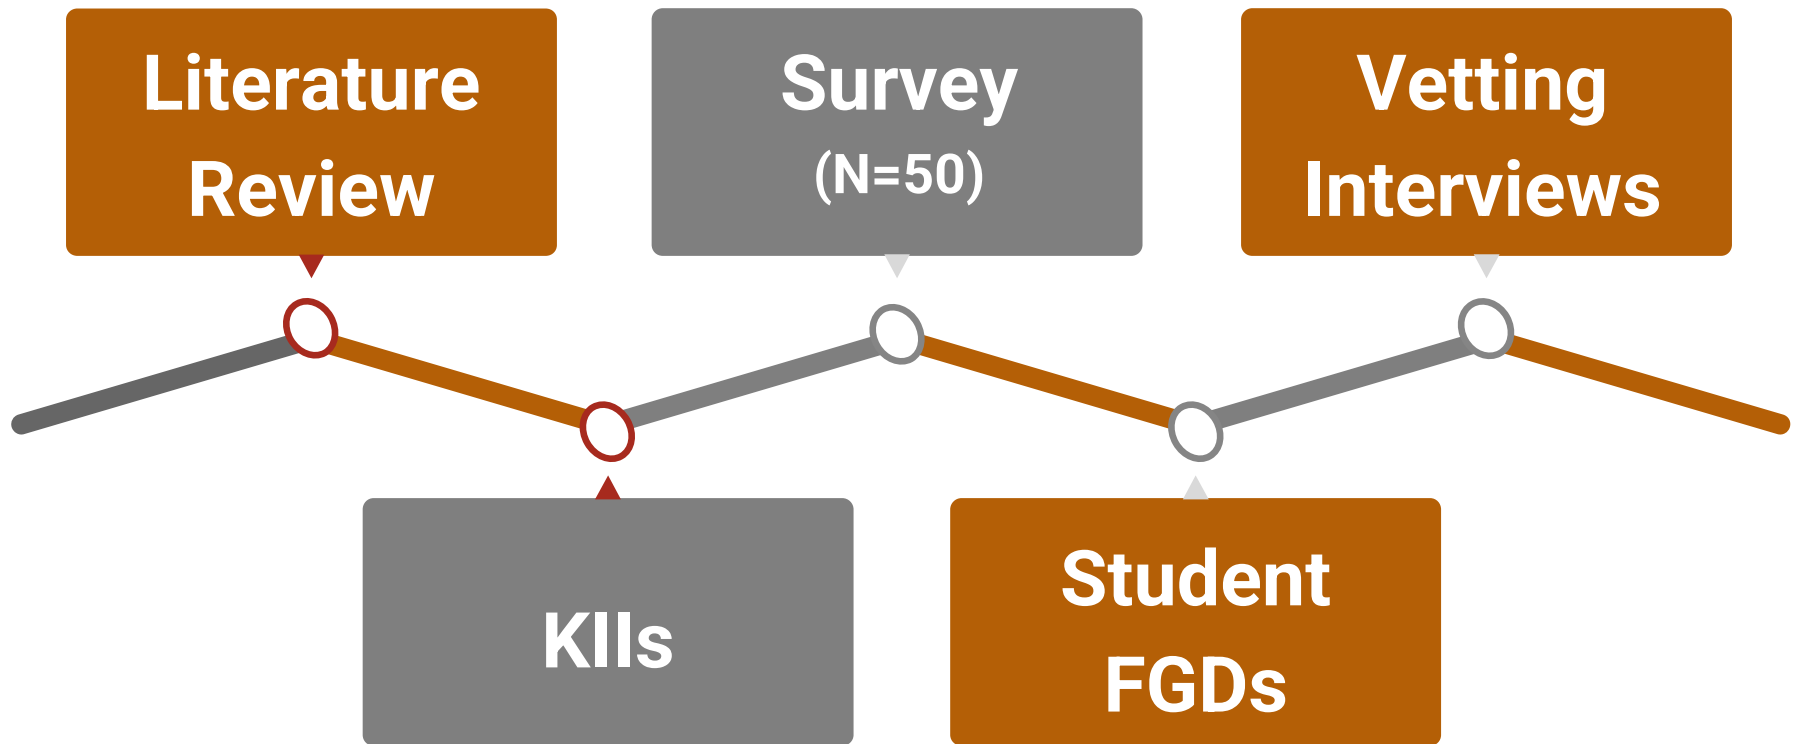 Literature
Review
KIIs
Survey
(N=50)
Student
FGDs
Vetting
Interviews